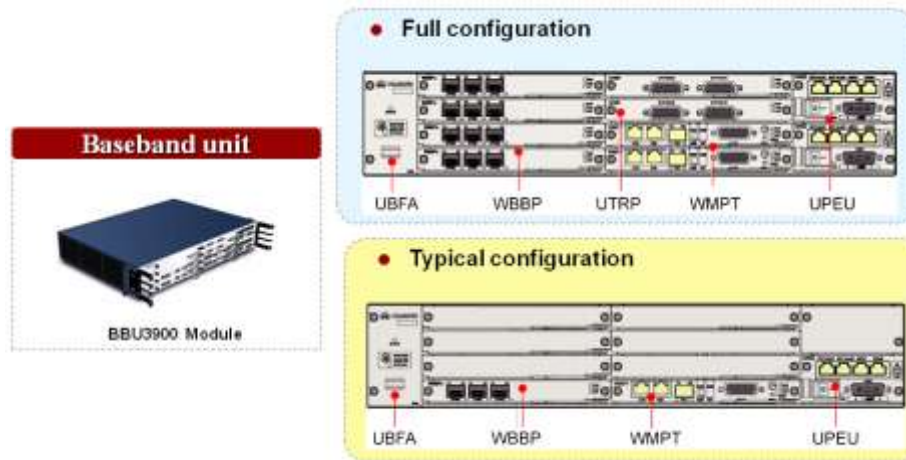 Baseband unit
BBU3900 Module
Full configuration
UBFA WBBP UTRP WMPT UPEU
Typical configuration
UBFA WBBP WMPT UPEU